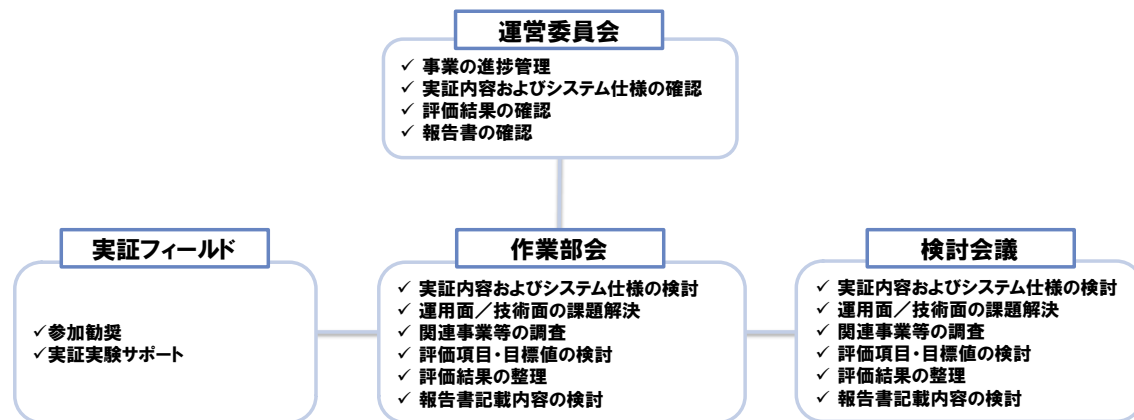 運営委員会
✓ 事業の進捗管理
✓ 実証内容およびシステム仕様の確認
✓ 評価結果の確認
✓ 報告書の確認
実証フィールド
✓参加勧奨
✓実証実験サポート
作業部会
✓ 実証内容およびシステム仕様の検討
✓ 運用面／技術面の課題解決
✓ 関連事業等の調査
✓ 評価項目・目標値の検討
✓ 評価結果の整理
✓ 報告書記載内容の検討
検討会議
✓ 実証内容およびシステム仕様の検討
✓ 運用面／技術面の課題解決
✓ 関連事業等の調査
✓ 評価項目・目標値の検討
✓ 評価結果の整理
✓ 報告書記載内容の検討